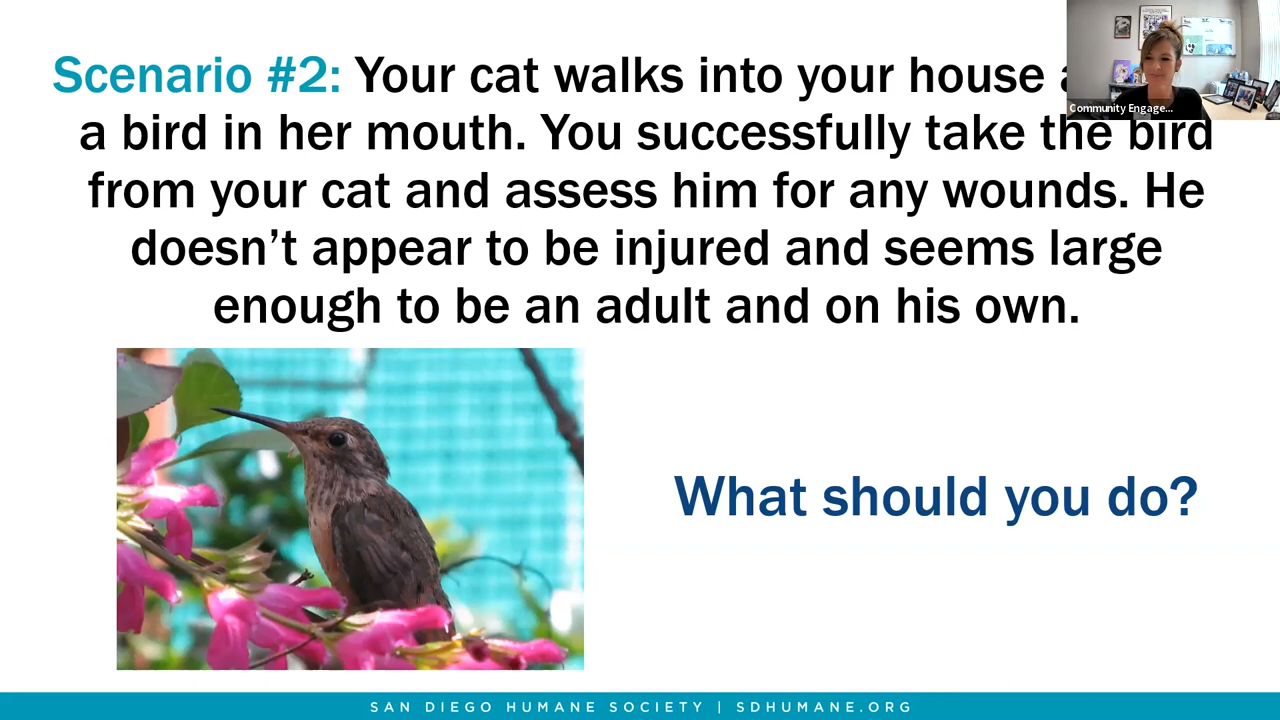 Scenario #2: Your cat walks into your house
a bird in her mouth. You successfully take the bird
from your cat and assess him for any wounds. He
doesn't appear to be injured and seems large
enough to be an adult and on his own.
Community Engage...
What should you do?
SAN DIEGO HUMANE SOCIETY | SDHUMANE.ORG